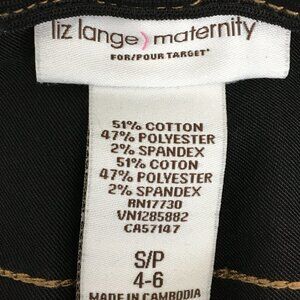 liz lange) maternity
FOR/POUR TARGET®
51% COTTON
47% POLYESTER
2% SPANDEX
51% COTON
47% POLYESTER
2% SPANDEX
RN17730
VN1285882
CA57147
S/P
4-6
MADE IN CAMBODIA